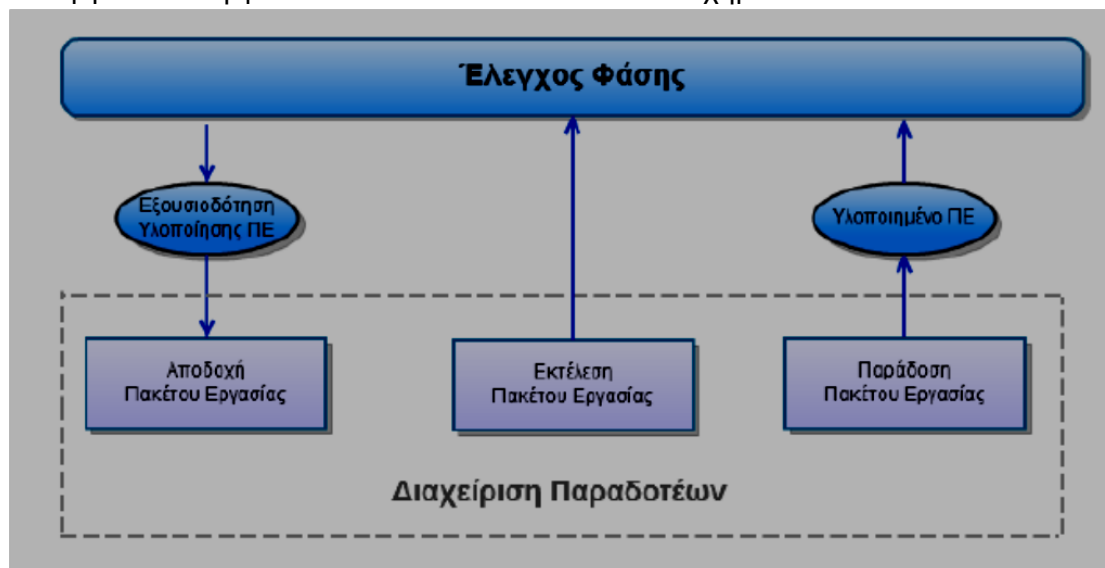 Έλεγχος Φάσης
Εξουσιοδότηση
Υλοποίησης ΠΕ
Υλοποιημένο ΠΕ
Αποδοχή
Πακέτου Εργασίας
Εκτέλεση
Πακέτου Εργασίας
Παράδοση
Πακέτου Εργασίας
Διαχείριση Παραδοτέων